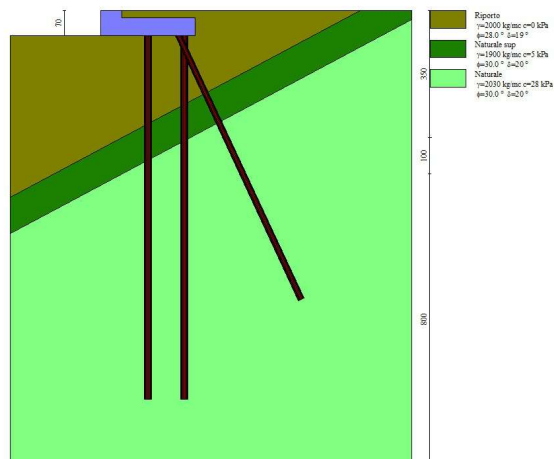 Riporto
γ=2000 kg/mc c=0 kPa
ϕ=28.0 ° δ=19 °
Naturale sup
γ=1900 kg/mc c=5 kPa
ϕ=30.0 ° δ=20 °
Naturale
γ=2030 kg/mc c=28 kPa
ϕ=30.0 ° δ=20 °
70
350
100
800